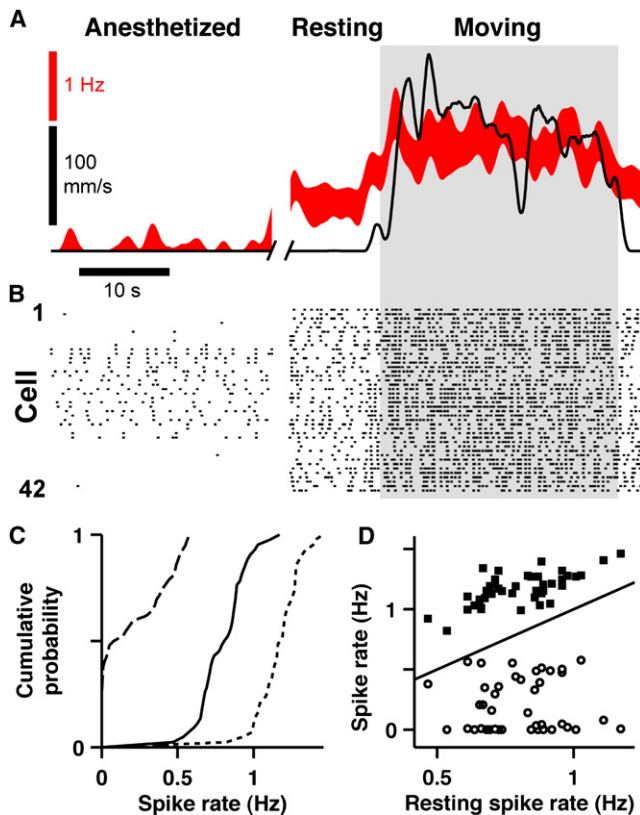 A
Anesthetized Resting Moving
1 Hz
100
mm/s
10 s
B
1
Cell
42
C
1
Cumulative
probability
0
0 0.5 1
Spike rate (Hz)
D
Spike rate (Hz)
1
0
0.5 1
Resting spike rate (Hz)